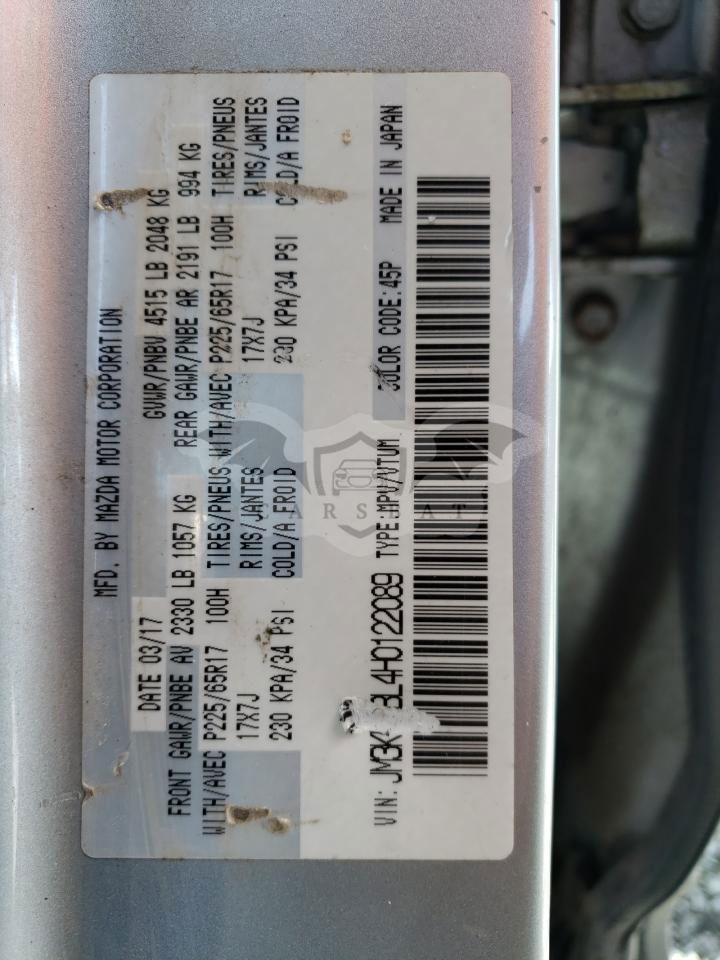 MFD. BY MAZDA MOTOR CORPORATION
DATE 03/17 GVWR/PNBV 4515 LB 2048 KG
FRONT GAWR/PNBE AV 2330 LB 1057 KG REAR GAWR/PNBE AR 2191 LB 994 KG
WITH/AVEC P225/65R17 100H TIRES/PNEUS WITH/AVEC P225/65R17 100H TIRES/PNEUS
17X7J RIMS/JANTES 17X7J RIMS/JANTES
230 KPA/34 PSI COLD/A FROID 230 KPA/34 PSI COLD/A FROID
VIN: TYPE:MPV/VTUM COLOR CODE:45P MADE IN JAPAN